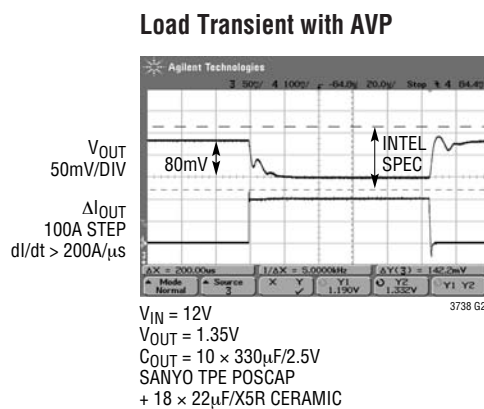 Load Transient with AVP
Agilent Technologies
VOUT
50mV/DIV
80mV
INTEL
SPEC
ΔIOUT
100A STEP
dI/dt > 200A/μs
ΔX = 200.00us
1/ΔX = 5.0000kHz
ΔY(3) = 142.2mV
Mode
Normal
Source
3
X Y
Y1
1.190V
Y2
1.332V
Y1 Y2
3738 G2
VIN = 12V
VOUT = 1.35V
COUT = 10 × 330μF/2.5V
SANYO TPE POSCAP
+ 18 × 22μF/X5R CERAMIC